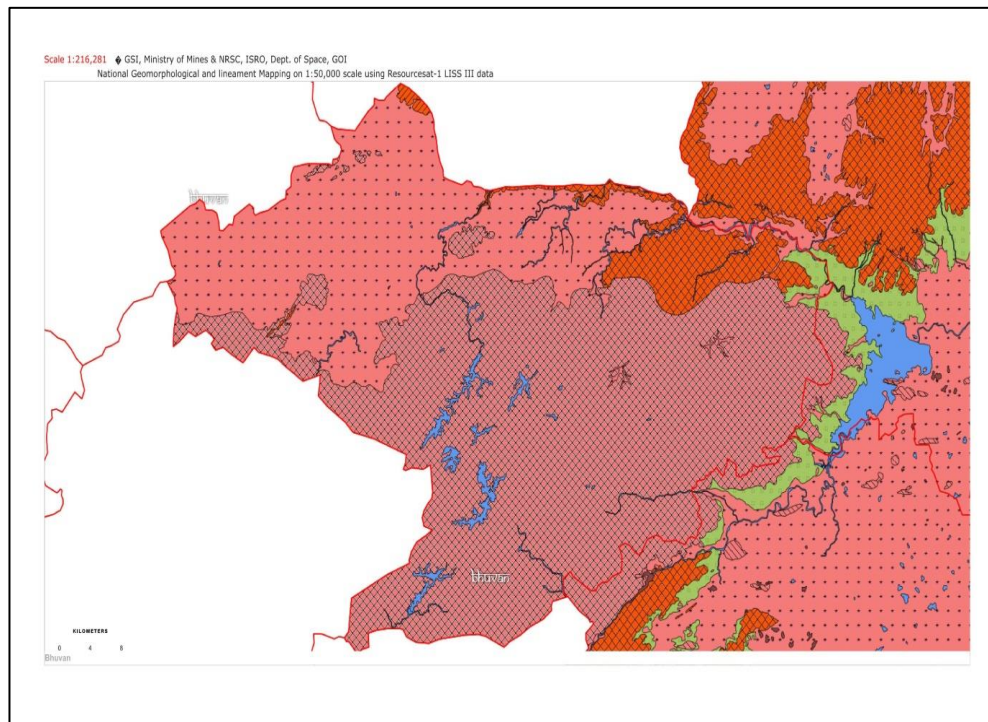 Scale 1:216,281 GSI, Ministry of Mines & NRSC, ISRO, Dept. of Space, GOI
National Geomorphological and lineament Mapping on 1:50,000 scale using Resourcesat-1 LISS III data
bhuvan
bhuvan
KILOMETERS
0 4 8
Bhuvan